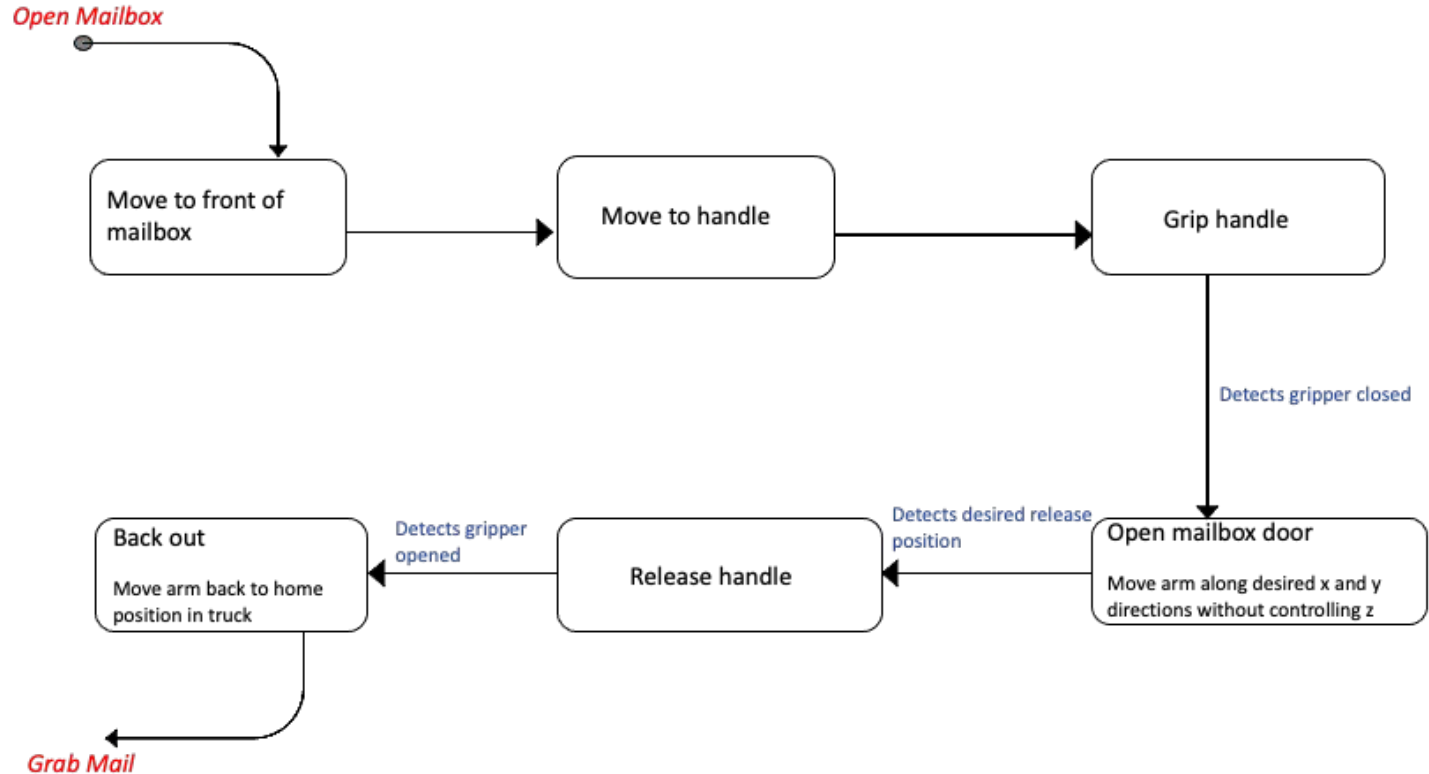 Open Mailbox
Move to front of
mailbox
Move to handle
Grip handle
Detects gripper closed
Open mailbox door
Move arm along desired x and y
directions without controlling z
Detects desired release
position
Release handle
Detects gripper
opened
Back out
Move arm back to home
position in truck
Grab Mail